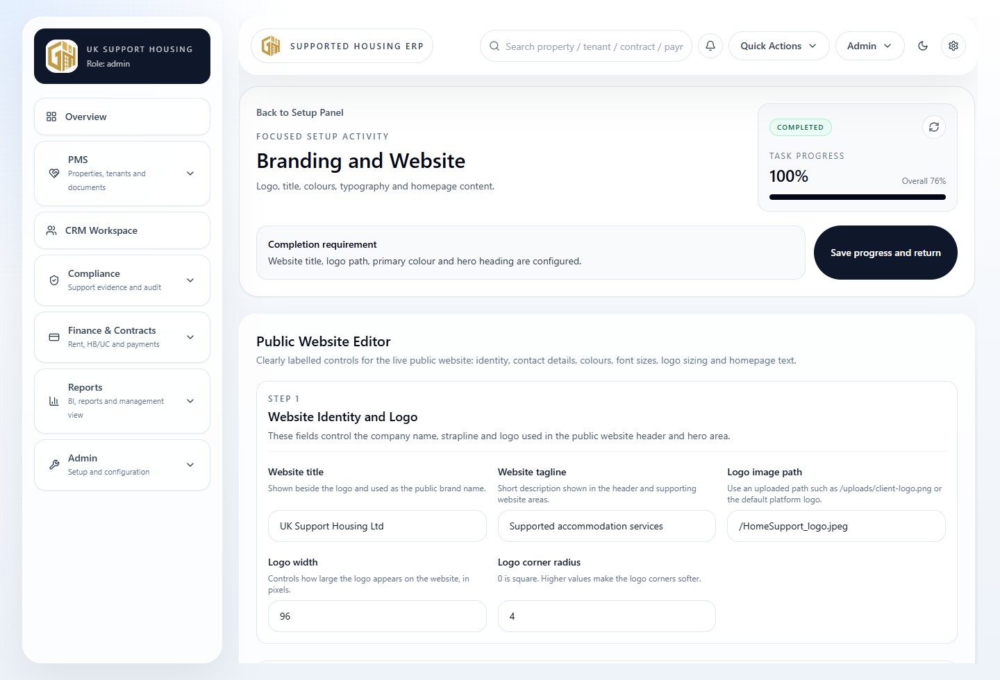 UK SUPPORT HOUSING
Role: admin
Overview
PMS
Properties, tenants and
documents
CRM Workspace
Compliance
Support evidence and audit
Finance & Contracts
Rent, HB/UC and payments
Reports
BI, reports and management
view
Admin
Setup and configuration
SUPPORTED HOUSING ERP
Search property / tenant / contract / payr
Quick Actions
Admin
Back to Setup Panel
FOCUSED SETUP ACTIVITY
Branding and Website
Logo, title, colours, typography and homepage content.
COMPLETED
TASK PROGRESS
100%
Overall 76%
Completion requirement
Website title, logo path, primary colour and hero heading are configured.
Save progress and return
Public Website Editor
Clearly labelled controls for the live public website: identity, contact details, colours, font sizes, logo sizing and homepage text.
STEP 1
Website Identity and Logo
These fields control the company name, strapline and logo used in the public website header and hero area.
Website title
Shown beside the logo and used as the public brand name.
UK Support Housing Ltd
Website tagline
Short description shown in the header and supporting
website areas.
Supported accommodation services
Logo image path
Use an uploaded path such as /uploads/client-logo.png or
the default platform logo.
/HomeSupport_logo.jpeg
Logo width
Controls how large the logo appears on the website, in
pixels.
96
Logo corner radius
0 is square. Higher values make the logo corners softer.
4